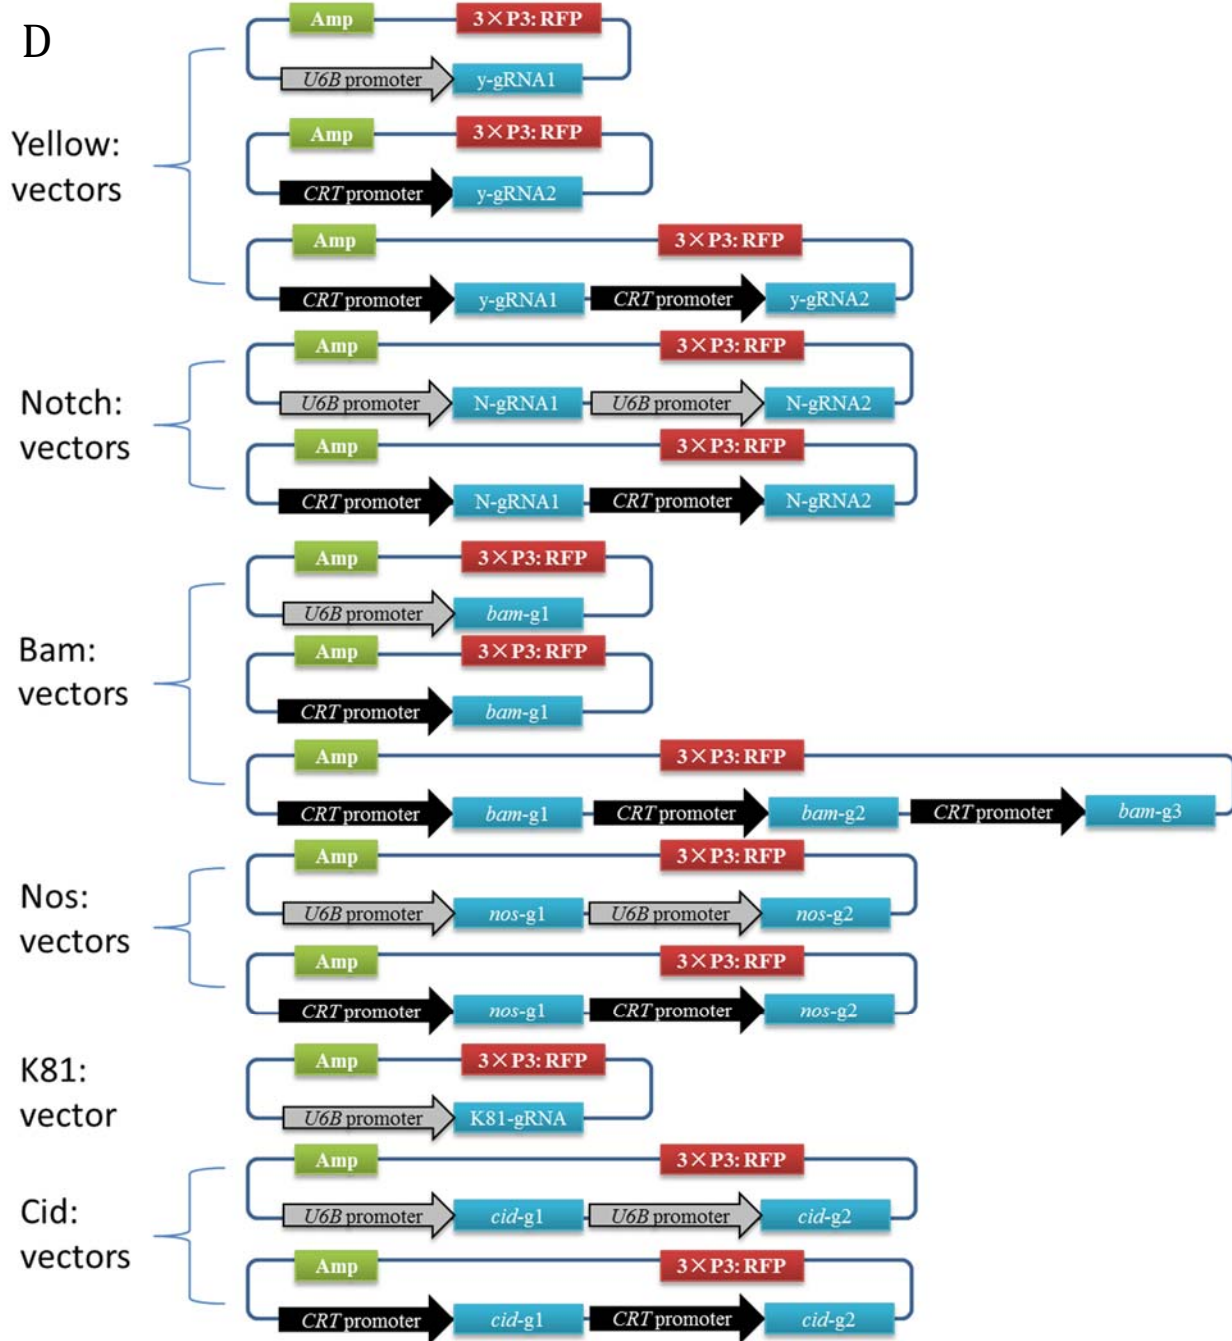 D
Yellow:
vectors
Amp 3×P3: RFP
U6B promoter y-gRNA1
Amp 3×P3: RFP
CRT promoter y-gRNA2
Amp 3×P3: RFP
CRT promoter y-gRNA1 CRT promoter y-gRNA2
Notch:
vectors
Amp 3×P3: RFP
U6B promoter N-gRNA1 U6B promoter N-gRNA2
Amp 3×P3: RFP
CRT promoter N-gRNA1 CRT promoter N-gRNA2
Bam:
vectors
Amp 3×P3: RFP
U6B promoter bam-g1
Amp 3×P3: RFP
CRT promoter bam-g1
Amp 3×P3: RFP
CRT promoter bam-g1 CRT promoter bam-g2 CRT promoter bam-g3
Nos:
vectors
Amp 3×P3: RFP
U6B promoter nos-g1 U6B promoter nos-g2
Amp 3×P3: RFP
CRT promoter nos-g1 CRT promoter nos-g2
K81:
vector
Amp 3×P3: RFP
U6B promoter K81-gRNA
Cid:
vectors
Amp 3×P3: RFP
U6B promoter cid-g1 U6B promoter cid-g2
Amp 3×P3: RFP
CRT promoter cid-g1 CRT promoter cid-g2